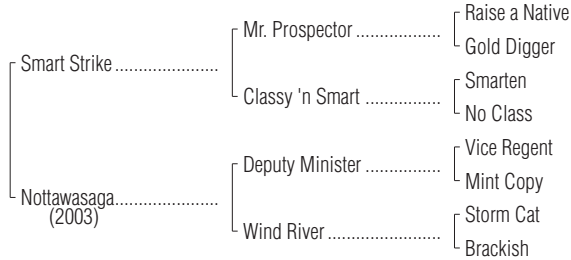 Raise a Native
Mr. Prospector ..................
Gold Digger
Smart Strike ......................
Smarten
Classy 'n Smart ................
No Class
Vice Regent
Deputy Minister ................
Mint Copy
Nottawasaga......................
(2003)
Storm Cat
Wind River ........................
Brackish